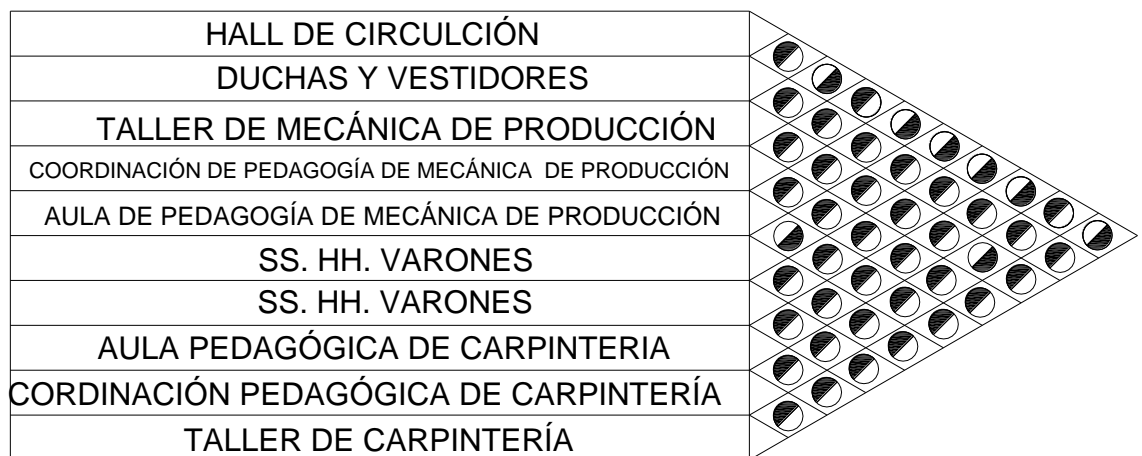 HALL DE CIRCULCIÓN
DUCHAS Y VESTIDORES
TALLER DE MECÁNICA DE PRODUCCIÓN
COORDINACIÓN DE PEDAGOGÍA DE MECÁNICA DE PRODUCCIÓN
AULA DE PEDAGOGÍA DE MECÁNICA DE PRODUCCIÓN
SS. HH. VARONES
SS. HH. VARONES
AULA PEDAGÓGICA DE CARPINTERIA
CORDINACIÓN PEDAGÓGICA DE CARPINTERÍA
TALLER DE CARPINTERÍA